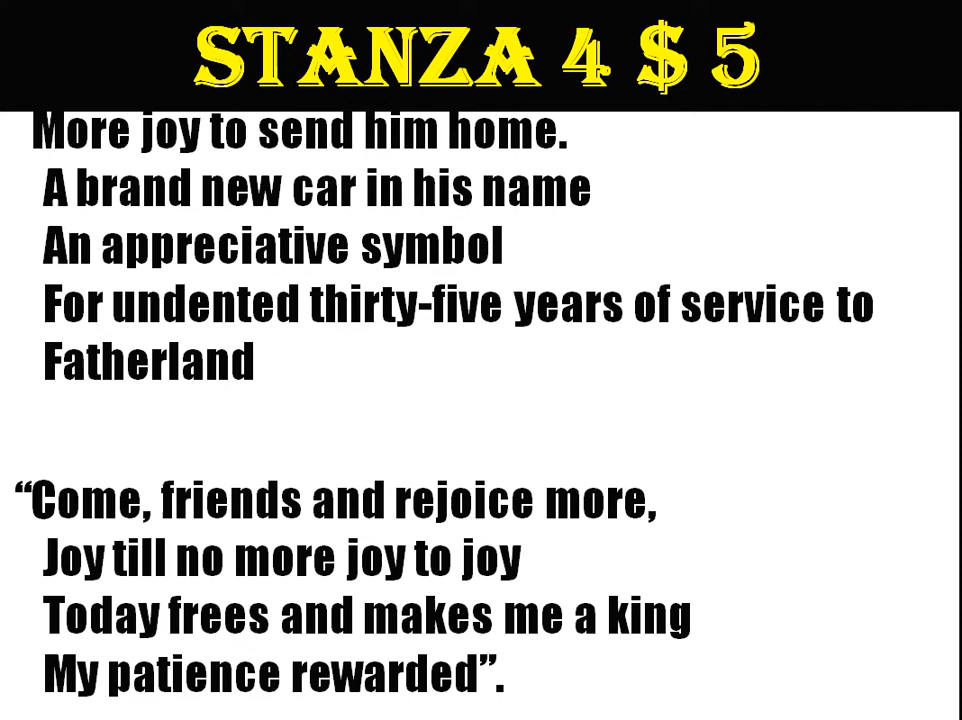 STANZA 4 $ 5
More joy to send him home.
A brand new car in his name
An appreciative symbol
For undented thirty-five years of service to
Fatherland
“Come, friends and rejoice more,
Joy till no more joy to joy
Today frees and makes me a king
My patience rewarded”.